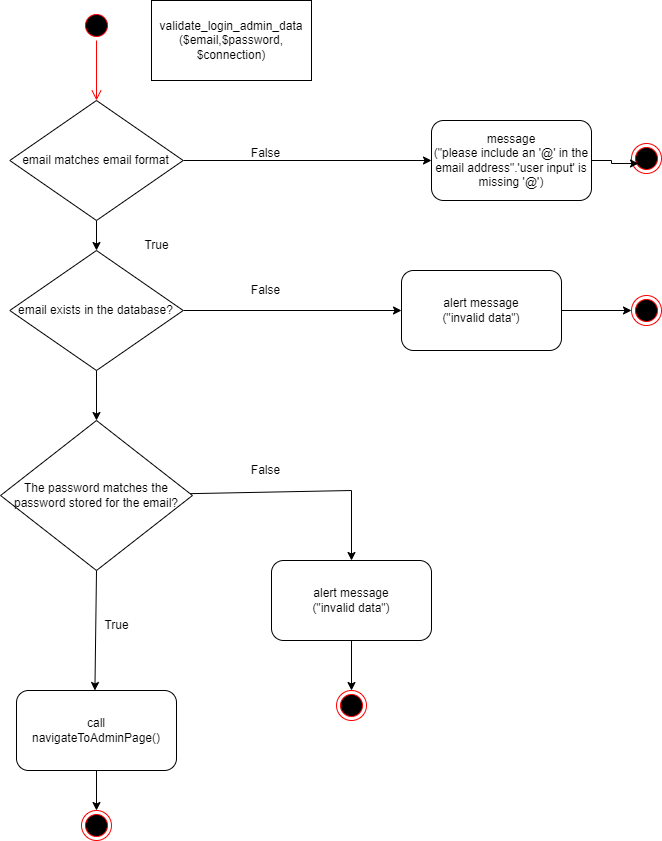 validate_login_admin_data
($email,$password,
$connection)
email matches email format
False
message
("please include an '@' in the
email address".'user input' is
missing '@')
True
email exists in the database?
False
alert message
("invalid data")
The password matches the
password stored for the email?
False
alert message
("invalid data")
True
call
navigateToAdminPage()